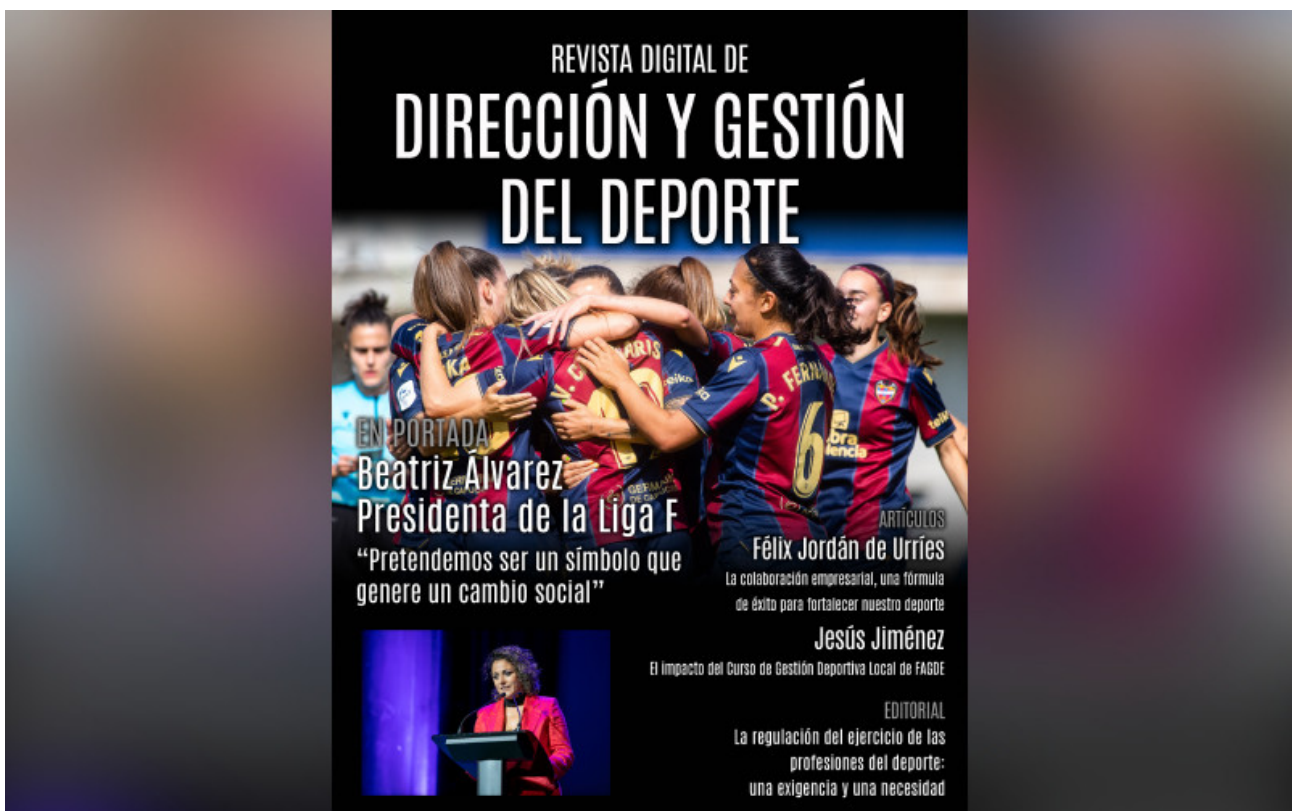 REVISTA DIGITAL DE
DIRECCIÓN Y GESTIÓN
DEL DEPORTE
EN PORTADA
Beatriz Álvarez
Presidenta de la Liga F
“Pretendemos ser un símbolo que
genere un cambio social”
ARTÍCULOS
Félix Jordán de Urríes
La colaboración empresarial, una fórmula
de éxito para fortalecer nuestro deporte
Jesús Jiménez
El impacto del Curso de Gestión Deportiva Local de FAGDE
EDITORIAL
La regulación del ejercicio de las
profesiones del deporte:
una exigencia y una necesidad
6